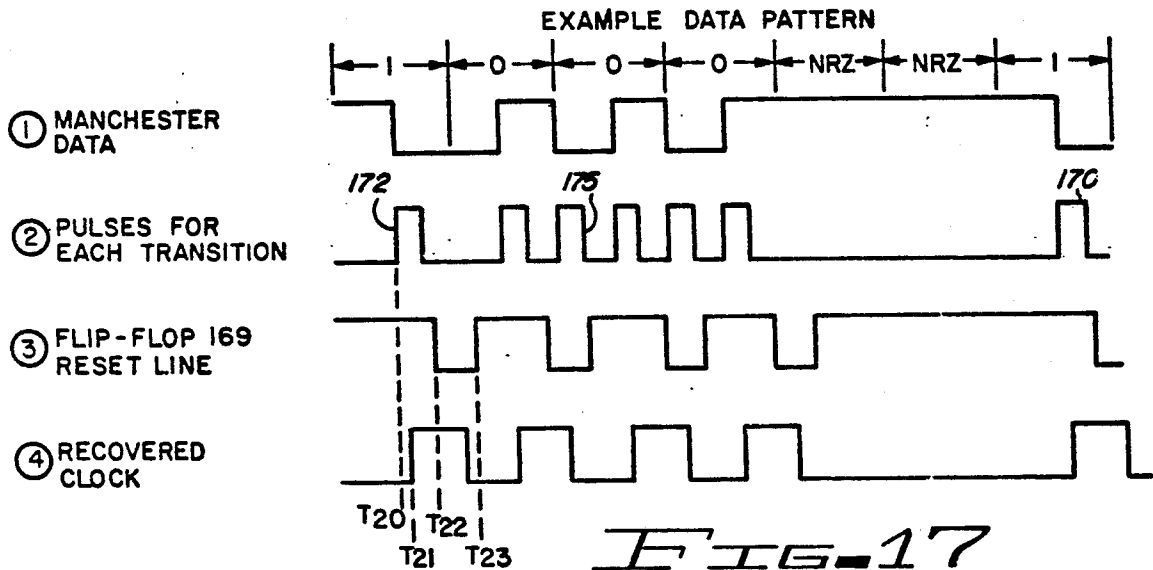 EXAMPLE DATA PATTERN
1 0 0 0 NRZ NRZ 1
① MANCHESTER
DATA
172 175 170
② PULSES FOR
EACH TRANSITION
③ FLIP-FLOP 169
RESET LINE
④ RECOVERED
CLOCK
T20 T22
T21 T23
FIG-17